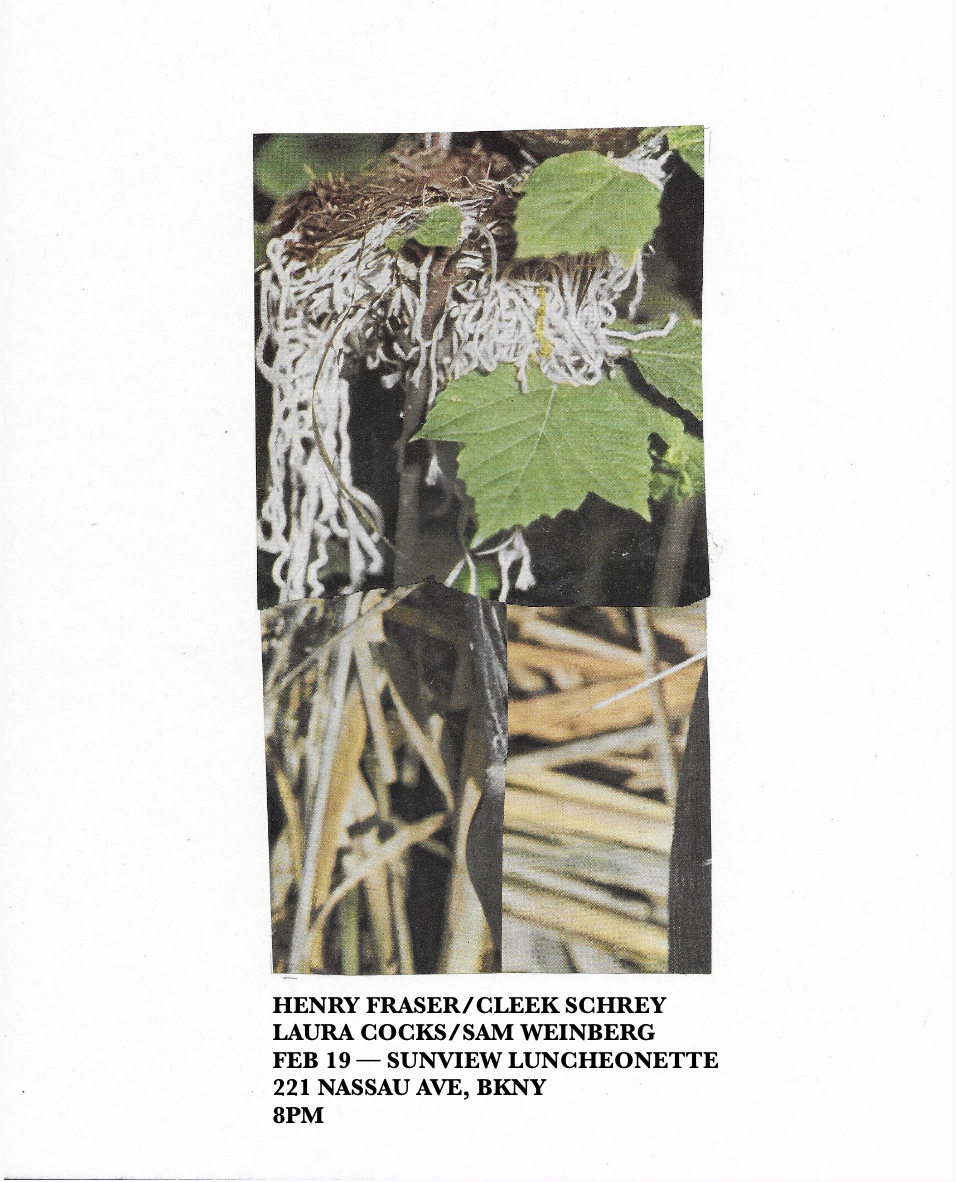 HENRY FRASER/CLEEK SCHREY
LAURA COCKS/SAM WEINBERG
FEB 19 — SUNVIEW LUNCHEONETTE
221 NASSAU AVE, BKNY
8PM